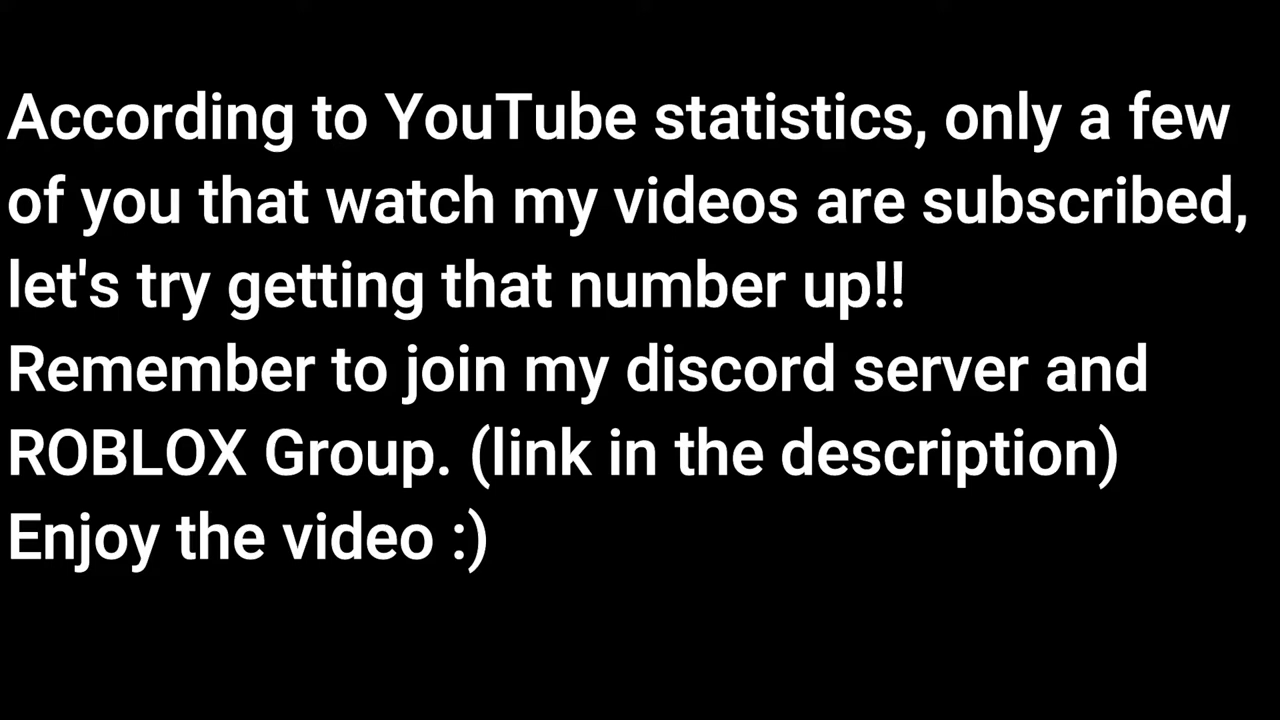 According to YouTube statistics, only a few
of you that watch my videos are subscribed,
let's try getting that number up!!
Remember to join my discord server and
ROBLOX Group. (link in the description)
Enjoy the video :)